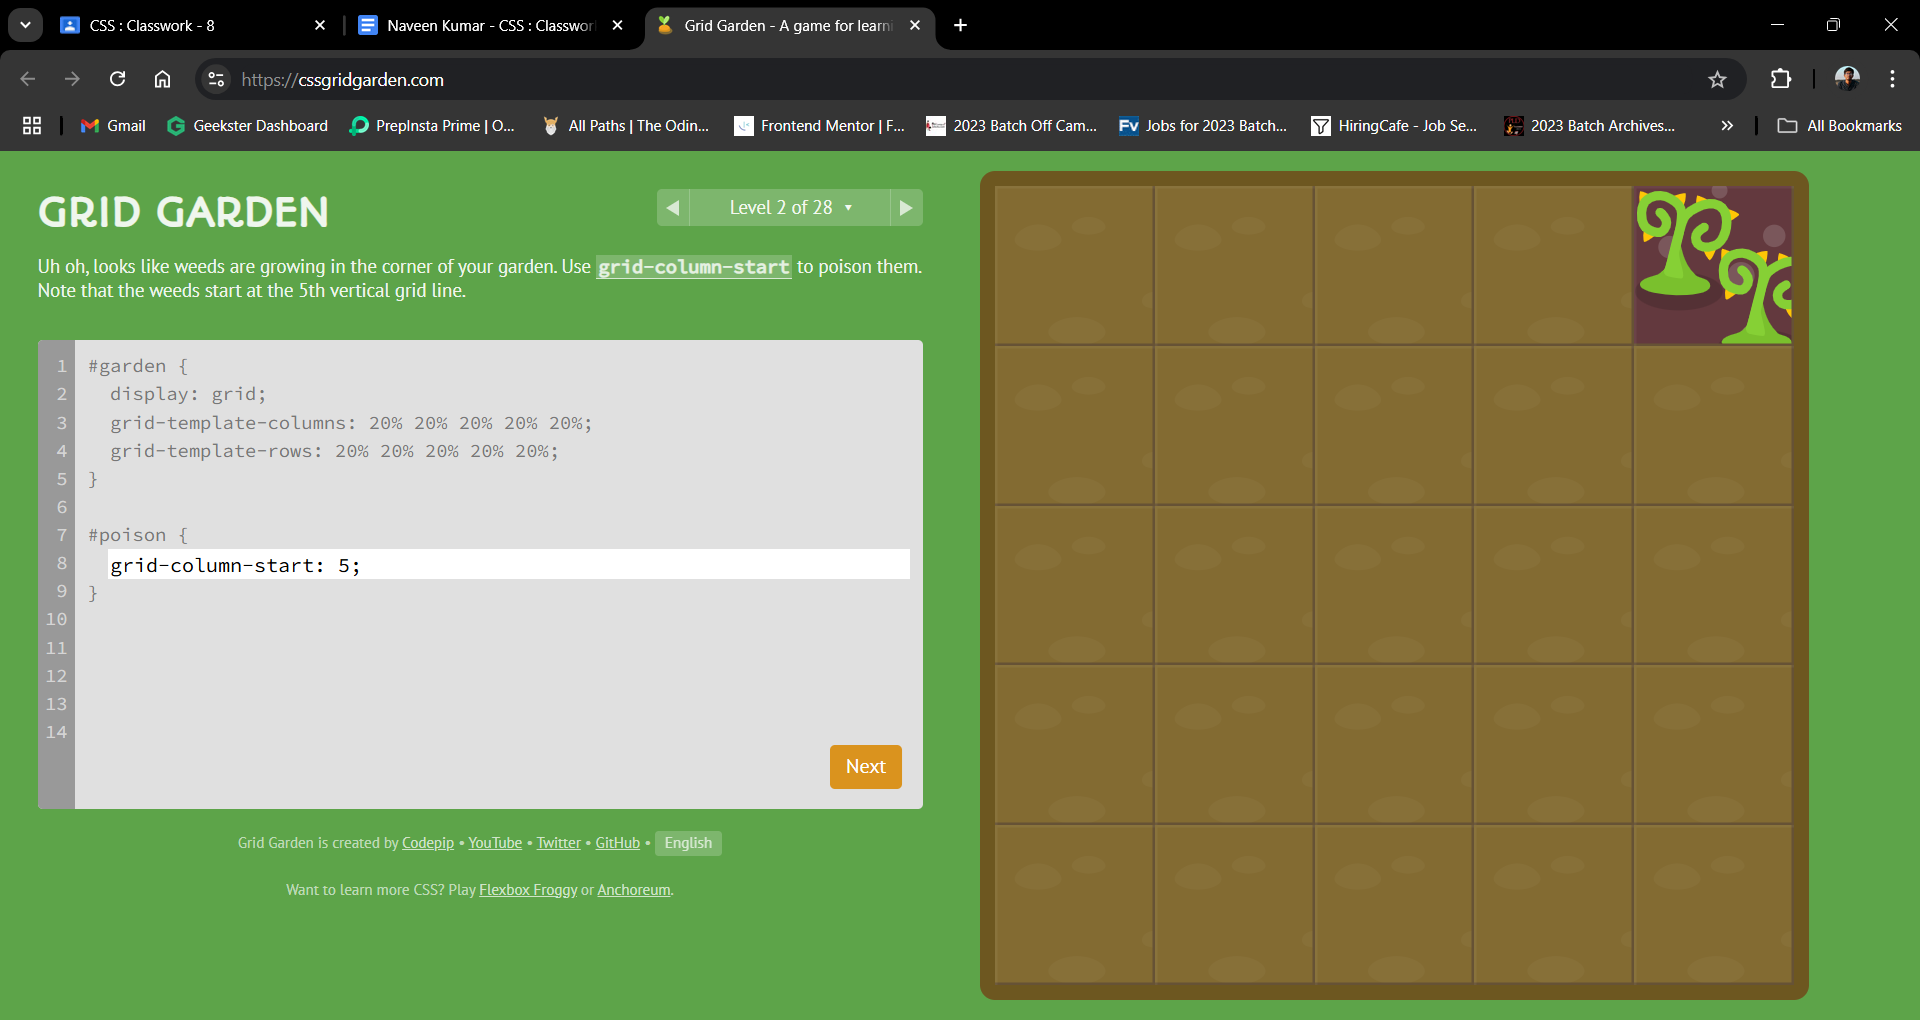 CSS : Classwork - 8
Naveen Kumar - CSS : Classwor
Grid Garden - A game for learni
https://cssgridgarden.com
Gmail
Geekster Dashboard
PrepInsta Prime | O...
All Paths | The Odin...
Frontend Mentor | F...
2023 Batch Off Cam...
Fv Jobs for 2023 Batch...
HiringCafe - Job Se...
2023 Batch Archives...
All Bookmarks
GRID GARDEN
Level 2 of 28
Uh oh, looks like weeds are growing in the corner of your garden. Use grid-column-start to poison them.
Note that the weeds start at the 5th vertical grid line.
1 #garden {
2 display: grid;
3 grid-template-columns: 20% 20% 20% 20% 20%;
4 grid-template-rows: 20% 20% 20% 20% 20%;
5 }
6
7 #poison {
8 grid-column-start: 5;
9 }
10
11
12
13
14
Next
Grid Garden is created by Codepip • YouTube • Twitter • GitHub • English
Want to learn more CSS? Play Flexbox Froggy or Anchoreum.